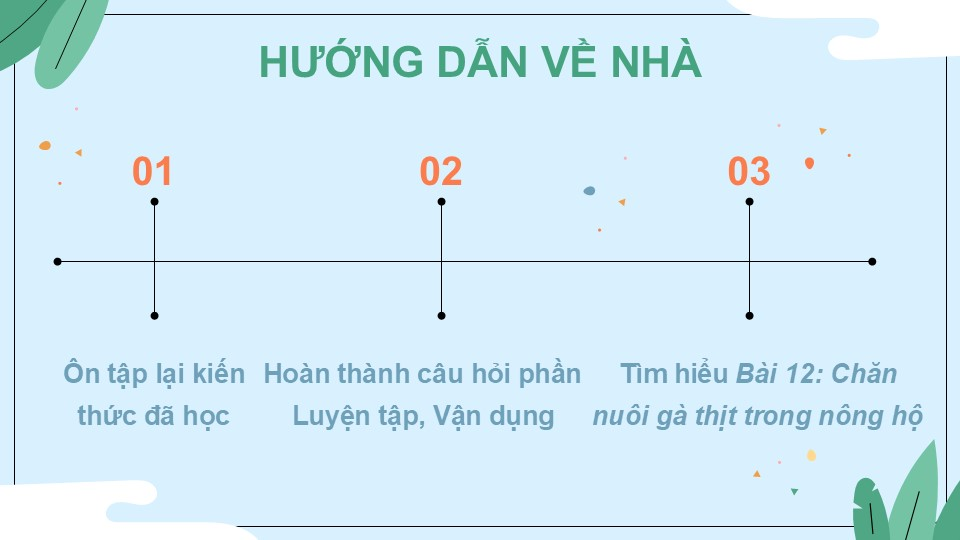 HƯỚNG DẪN VỀ NHÀ
01
02
03
Ôn tập lại kiến
thức đã học
Hoàn thành câu hỏi phần
Luyện tập, Vận dụng
Tìm hiểu Bài 12: Chăn
nuôi gà thịt trong nông hộ